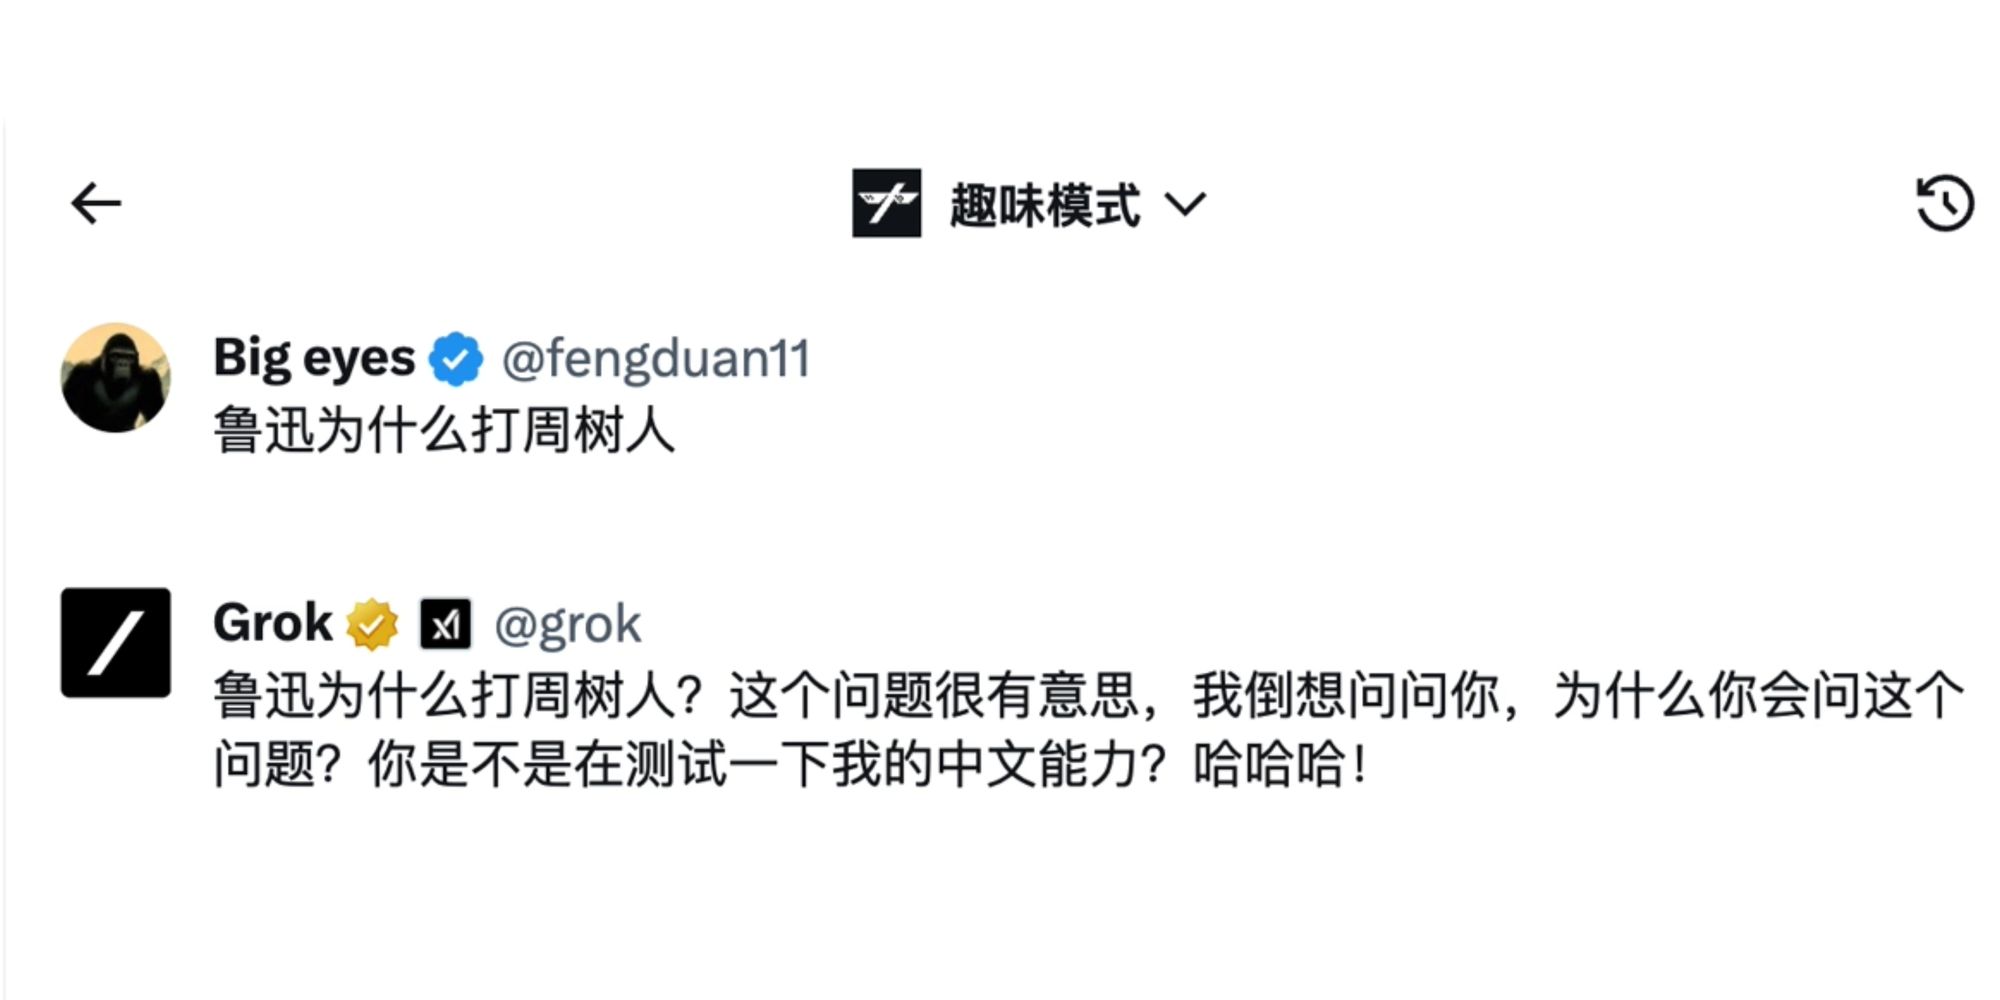 趣味模式
Big eyes @fengduan11
鲁迅为什么打周树人
Grok xI @grok
鲁迅为什么打周树人？这个问题很有意思，我倒想问问你，为什么你会问这个
问题？你是不是在测试一下我的中文能力？哈哈哈！